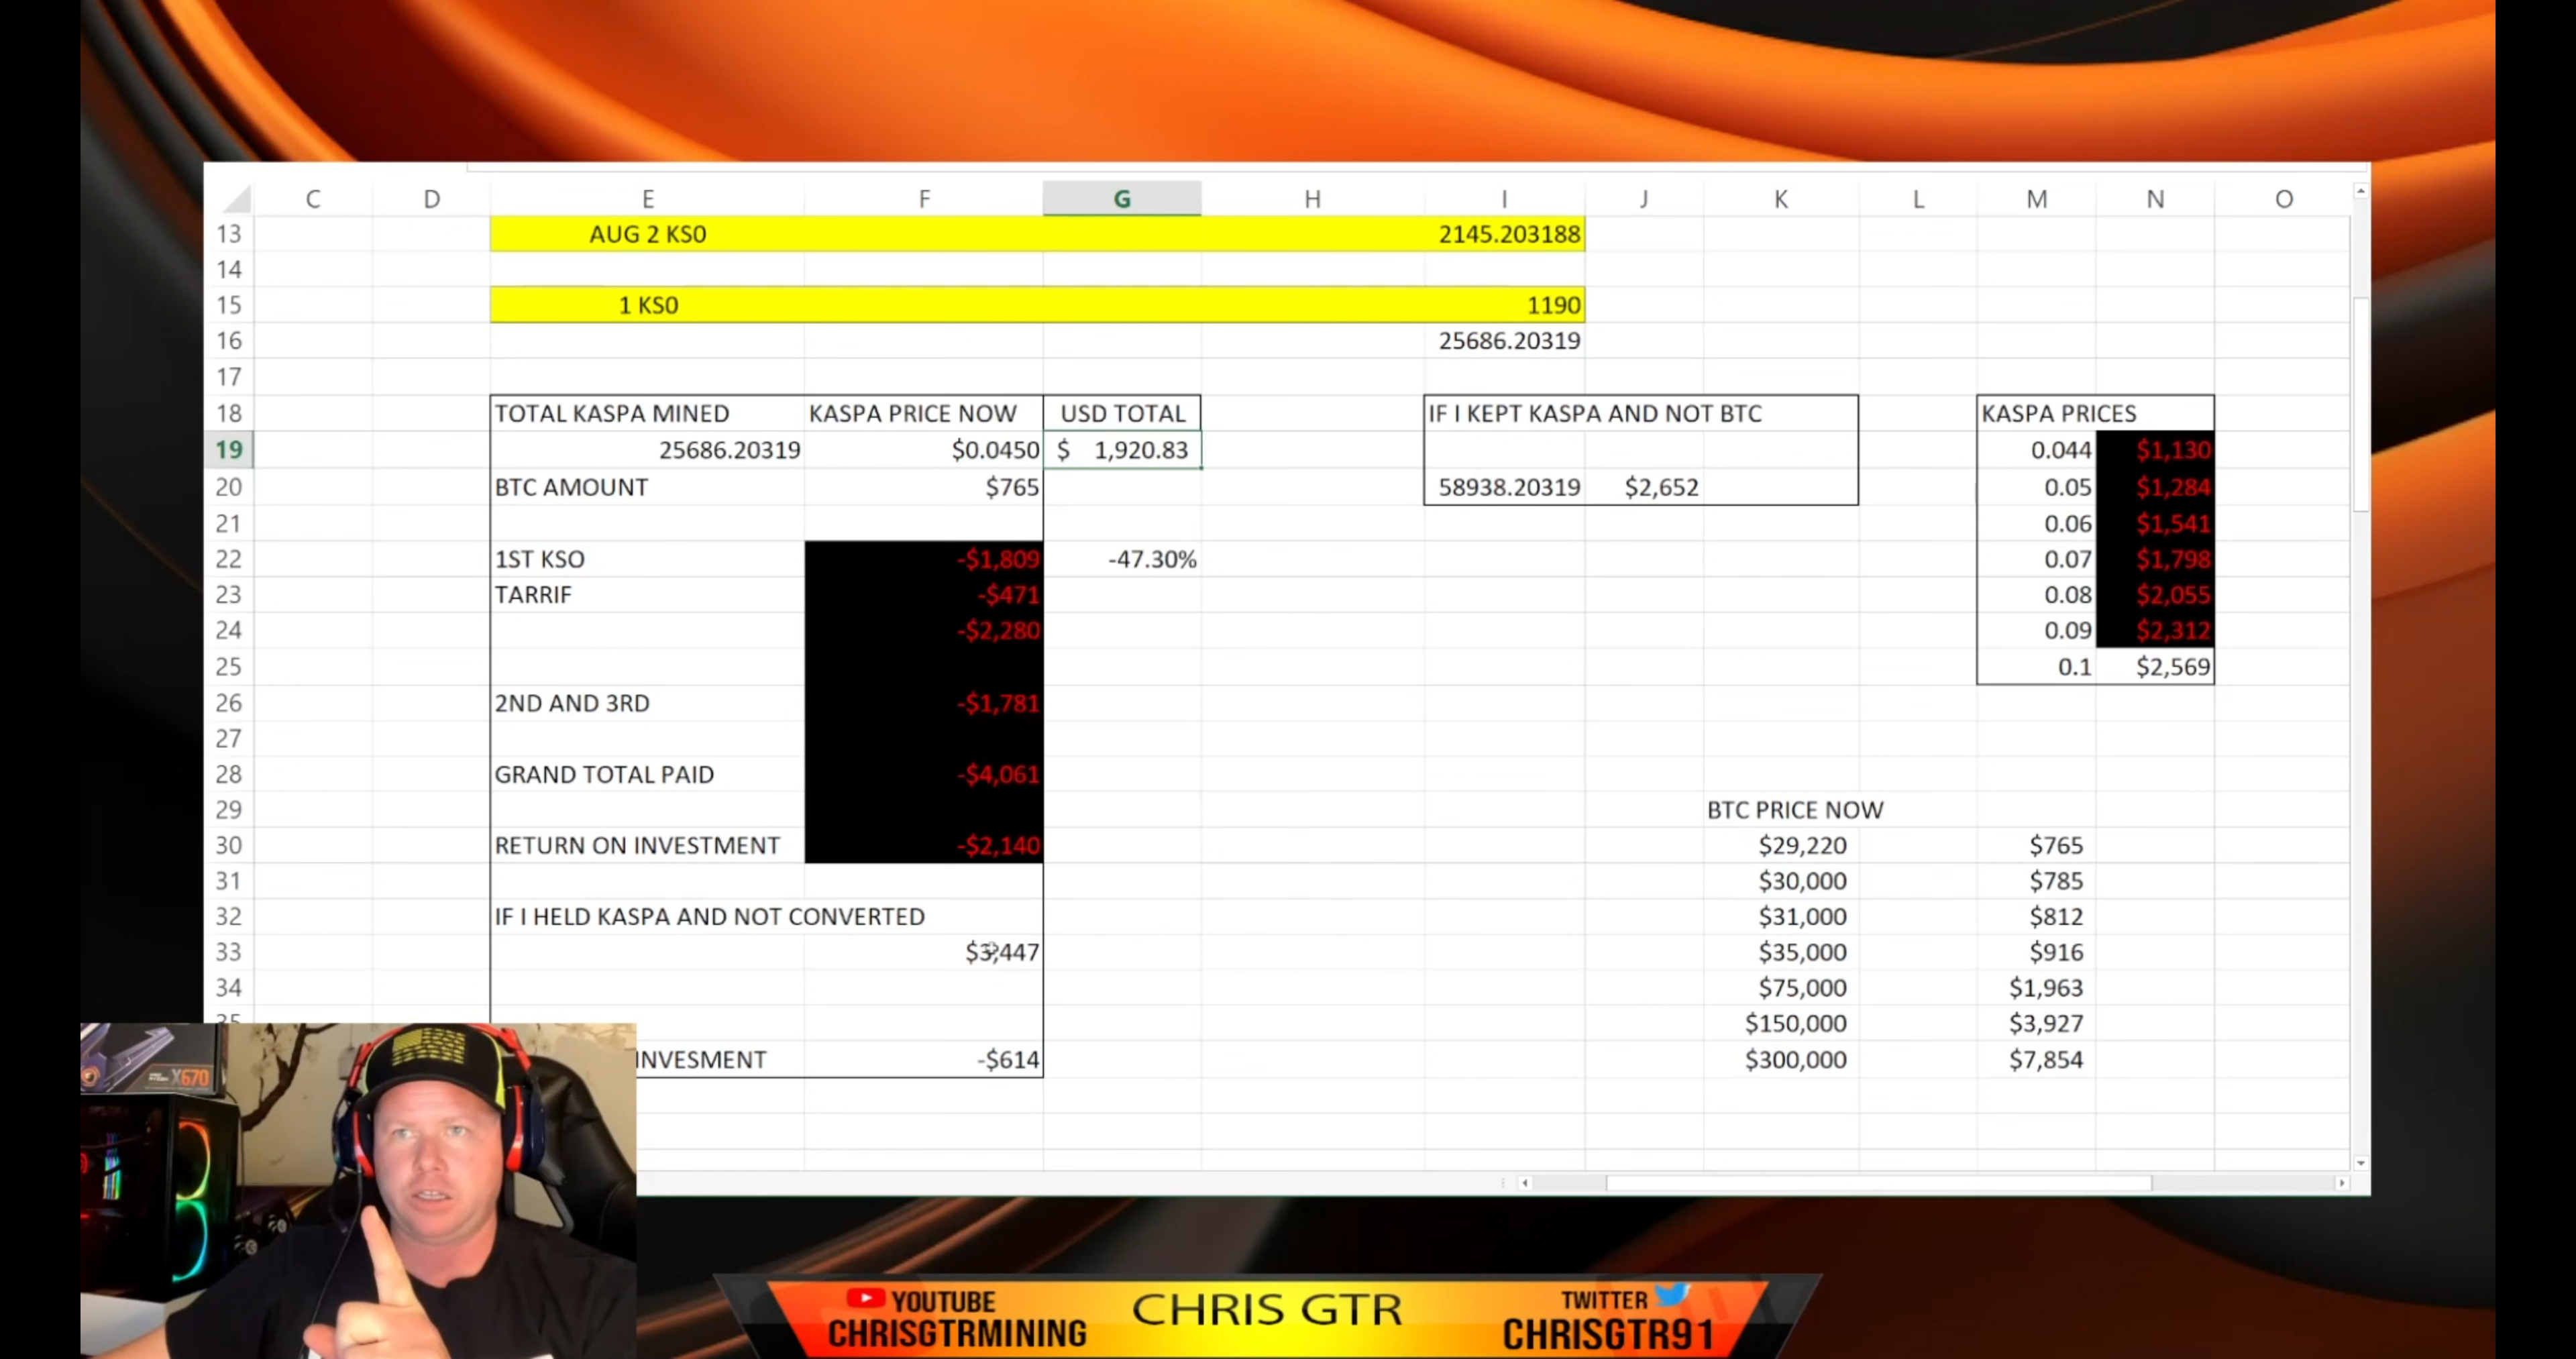 C D E F G H I J K L M N O
13 AUG 2 KS0 2145.203188
14
15 1 KS0 1190
16 25686.20319
17
18 TOTAL KASPA MINED KASPA PRICE NOW USD TOTAL IF I KEPT KASPA AND NOT BTC KASPA PRICES
19 25686.20319 $0.0450 $ 1,920.83 0.044 $1,130
20 BTC AMOUNT $765 58938.20319 $2,652 0.05 $1,284
21 0.06 $1,541
22 1ST KSO -$1,809 -47.30% 0.07 $1,798
23 TARRIF -$471 0.08 $2,055
24 -$2,280 0.09 $2,312
25 0.1 $2,569
26 2ND AND 3RD -$1,781
27
28 GRAND TOTAL PAID -$4,061
29 BTC PRICE NOW
30 RETURN ON INVESTMENT -$2,140 $29,220 $765
31 $30,000 $785
32 IF I HELD KASPA AND NOT CONVERTED $31,000 $812
33 $3,447 $35,000 $916
34 $75,000 $1,963
35 $150,000 $3,927
INVESMENT -$614 $300,000 $7,854
X670
YOUTUBE
CHRISGTRMINING
CHRIS GTR
TWITTER
CHRISGTR91